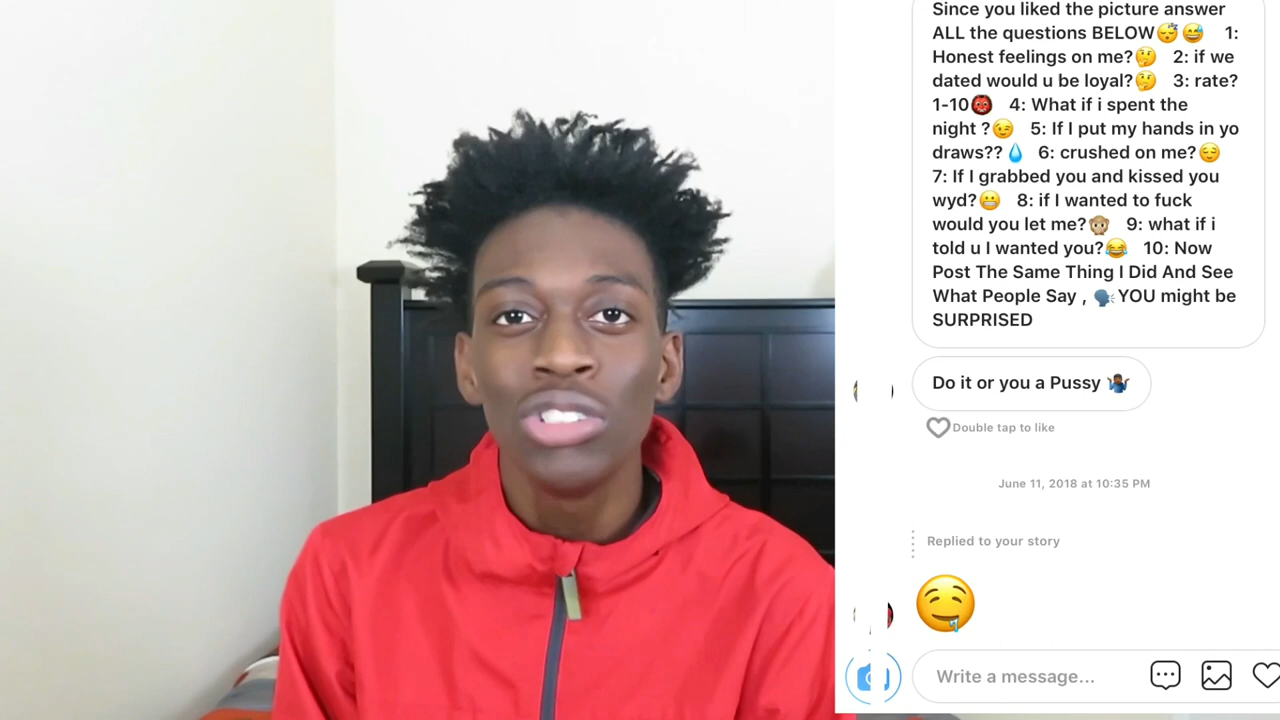 Since you liked the picture answer
ALL the questions BELOW😴😅 1:
Honest feelings on me?🤔 2: if we
dated would u be loyal?🤔 3: rate?
1-10👹 4: What if i spent the
night ?😉 5: If I put my hands in yo
draws??💧 6: crushed on me?😌
7: If I grabbed you and kissed you
wyd?😬 8: if I wanted to fuck
would you let me?🙊 9: what if i
told u I wanted you?😂 10: Now
Post The Same Thing I Did And See
What People Say , 🗣YOU might be
SURPRISED
Do it or you a Pussy 🤷🏾‍♂️
Double tap to like
June 11, 2018 at 10:35 PM
Replied to your story
🤤
Write a message...